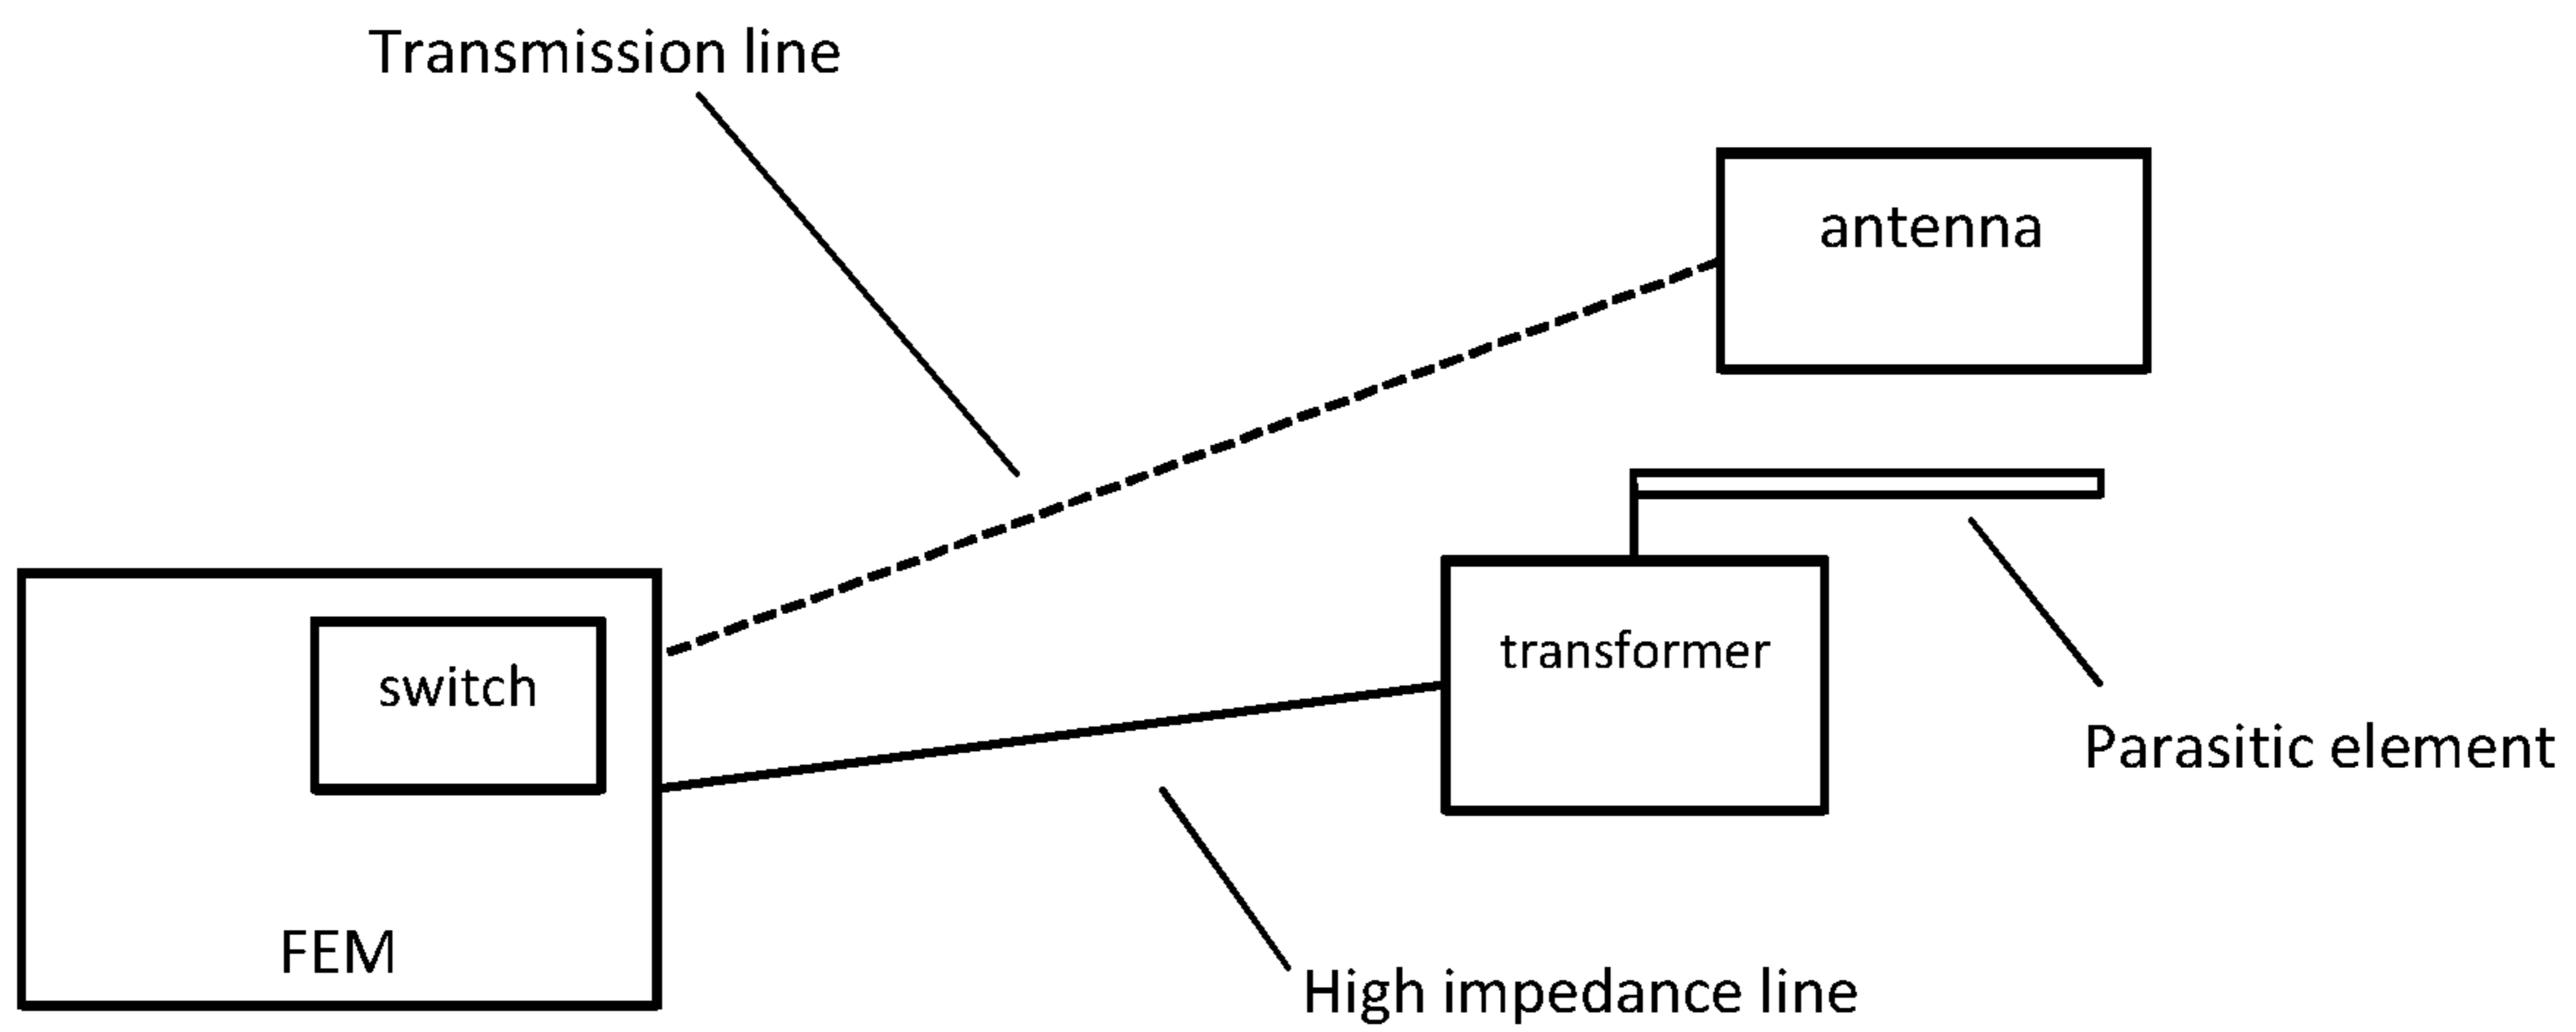 Transmission line
antenna
switch
transformer
Parasitic element
FEM
High impedance line